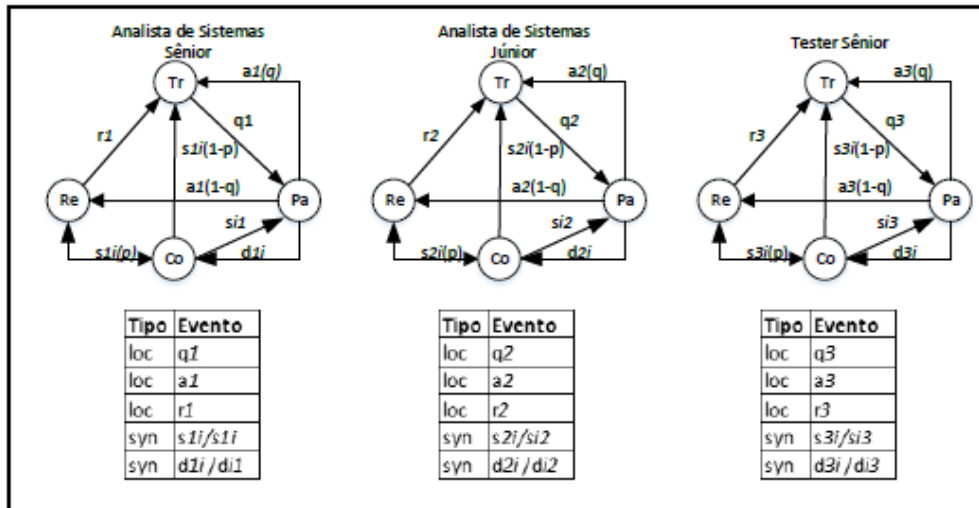 Analista de Sistemas
Sênior
Tr
a1(q)
r1
q1
s1i(1-p)
a1(1-q)
Re
Pa
si1
s1i(p)
Co
d1i
Analista de Sistemas
Júnior
Tr
a2(q)
r2
q2
s2i(1-p)
a2(1-q)
Re
Pa
si2
s2i(p)
Co
d2i
Tester Sênior
Tr
a3(q)
r3
q3
s3i(1-p)
a3(1-q)
Re
Pa
si3
s3i(p)
Co
d3i
Tipo Evento
loc q1
loc a1
loc r1
syn s1i/s1i
syn d1i/di1
Tipo Evento
loc q2
loc a2
loc r2
syn s2i/si2
syn d2i/di2
Tipo Evento
loc q3
loc a3
loc r3
syn s3i/si3
syn d3i/di3